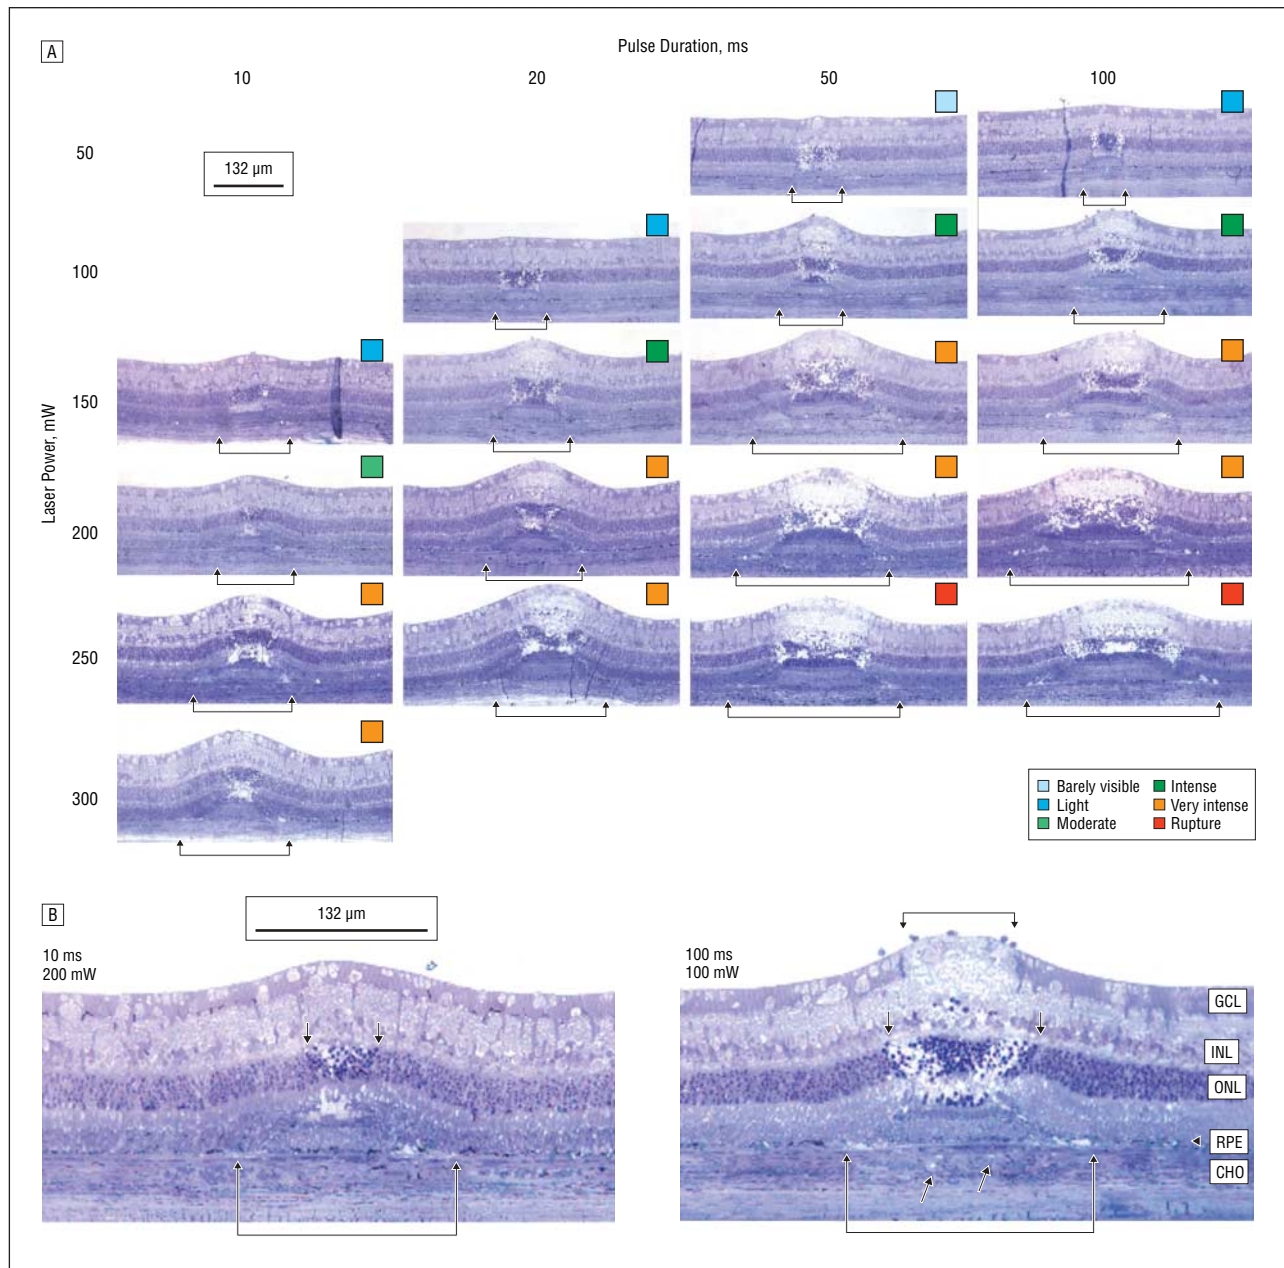 A
Pulse Duration, ms
10 20 50 100
Laser Power, mW
50
132 µm
100
150
200
250
300
Barely visible
Light
Moderate
Intense
Very intense
Rupture
B
132 µm
10 ms
200 mW
100 ms
100 mW
GCL
INL
ONL
RPE
CHO